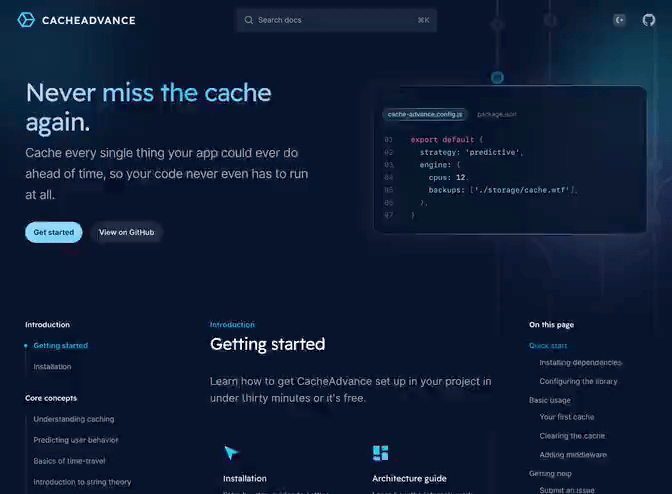 CACHEADVANCE
Search docs
⌘K
Never miss the cache
again.
Cache every single thing your app could ever do
ahead of time, so your code never even has to run
at all.
Get started
View on GitHub
cache-advance.config.js
package.json
01 export default {
02 strategy: 'predictive',
03 engine: {
04 cpus: 12,
05 backups: ['./storage/cache.wtf'],
06 },
07 }
Introduction
Getting started
Installation
Core concepts
Understanding caching
Predicting user behavior
Basics of time-travel
Introduction to string theory
Introduction
Getting started
Learn how to get CacheAdvance set up in your project in
under thirty minutes or it's free.
Installation
Architecture guide
On this page
Quick start
Installing dependencies
Configuring the library
Basic usage
Your first cache
Clearing the cache
Adding middleware
Getting help
Submit an issue